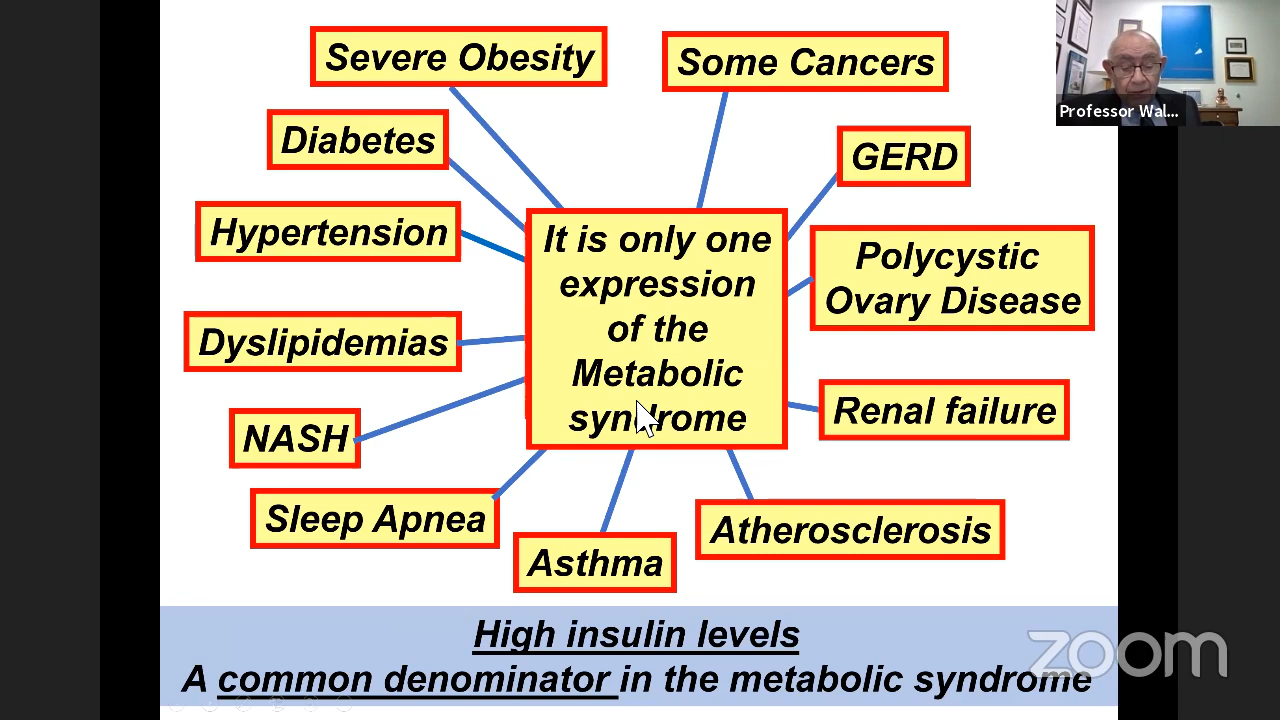 Severe Obesity
Some Cancers
Professor Wal...
Diabetes
GERD
Hypertension
It is only one
expression
of the
Metabolic
syndrome
Polycystic
Ovary Disease
Dyslipidemias
NASH
Renal failure
Sleep Apnea
Atherosclerosis
Asthma
High insulin levels
A common denominator in the metabolic syndrome
zoom